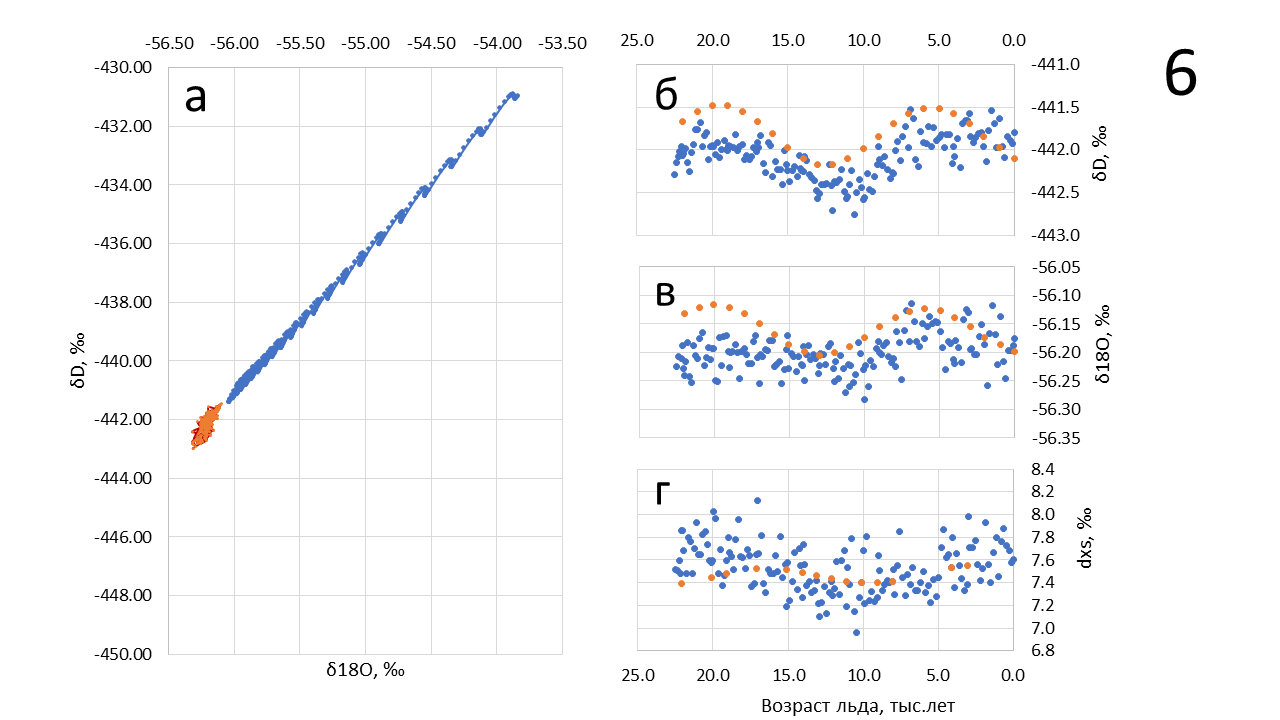 -56.50 -56.00 -55.50 -55.00 -54.50 -54.00 -53.50
-430.00
-432.00
-434.00
-436.00
-438.00
-440.00
-442.00
-444.00
-446.00
-448.00
-450.00
δD, ‰
δ18O, ‰
а
25.0 20.0 15.0 10.0 5.0 0.0
б
-441.0
-441.5
-442.0
-442.5
-443.0
δD, ‰
в
-56.05
-56.10
-56.15
-56.20
-56.25
-56.30
-56.35
δ18O, ‰
г
8.4
8.2
8.0
7.8
7.6
7.4
7.2
7.0
6.8
dxs, ‰
25.0 20.0 15.0 10.0 5.0 0.0
Возраст льда, тыс.лет
6